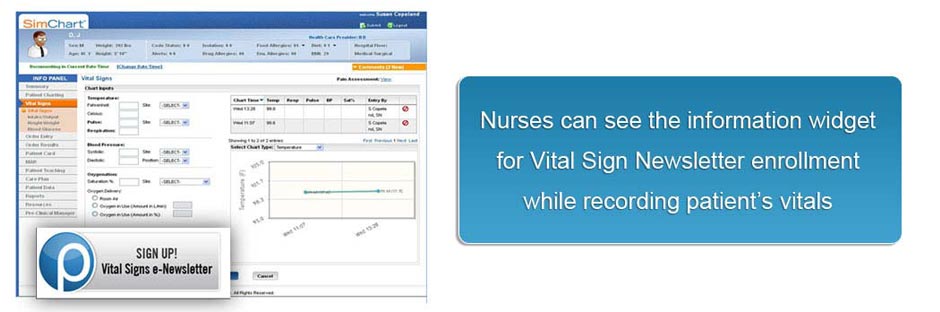 welcome Susan Copeland
SimChart
Submit Logout
Health Care Provider:
D, J
Sex: M Weight: 202 lbs Code Status: Isolation: Food Allergies: Diet: Hospital Floor:
Height: Alerts: Drug Allergies: Env. Allergies: BMI: 29 Medical-Surgical
Documenting in Current Date Time [Change Date/Time]
Comments
INFO PANEL Vital Signs Pain Assessment: View
Summary
Patient Charting
Vital Signs
Vital Signs
Intake/Output
Height/Weight
Blood Glucose
Order Entry
Order Results
Patient Card
MAR
Patient Teaching
Care Plan
Patient Data
Reports
Resources
Pre-Clinical Manager
Chart Inputs
Temperature:
Fahrenheit: Site: -SELECT-
Celsius:
Pulse: Site: -SELECT-
Respiration:
Blood Pressure:
Systolic: Site: -SELECT-
Diastolic: Position: -SELECT-
Oxygenation:
Saturation %: Site: -SELECT-
Oxygen Delivery:
Room Air
Oxygen in Use (Amount in L/min)
Oxygen in Use (Amount in %)
Chart Time Temp Resp Pulse BP Sat% Entry By
Wed 13:28 99.8 S Copela
nd, SN
Wed 11:07 99.6 S Copela
nd, SN
Showing 1 to 2 of 2 entries First Previous 1 Next Last
Select Chart Type: Temperature
Temperature (F)
Wed 11:07 Wed 13:28
Cancel
All Rights Reserved.
p
SIGN UP!
Vital Signs e-Newsletter
Nurses can see the information widget
for Vital Sign Newsletter enrollment
while recording patient's vitals